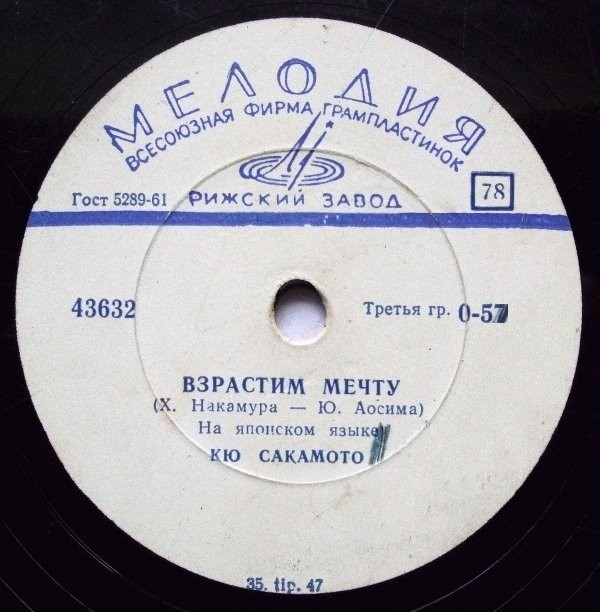 МЕЛОДИЯ
ВСЕСОЮЗНАЯ ФИРМА ГРАМПЛАСТИНОК
Гост 5289-61
РИЖСКИЙ ЗАВОД
78
43632
Третья гр. 0-57
ВЗРАСТИМ МЕЧТУ
(Х. Накамура — Ю. Аосима)
На японском языке
КЮ САКАМОТО
35. tip. 47